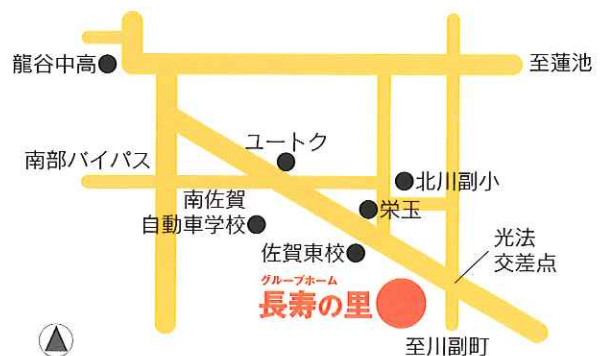 龍谷中高
至蓮池
ユートク
南部バイパス
北川副小
南佐賀
自動車学校
栄玉
佐賀東校
光法
交差点
グループホーム
長寿の里
至川副町